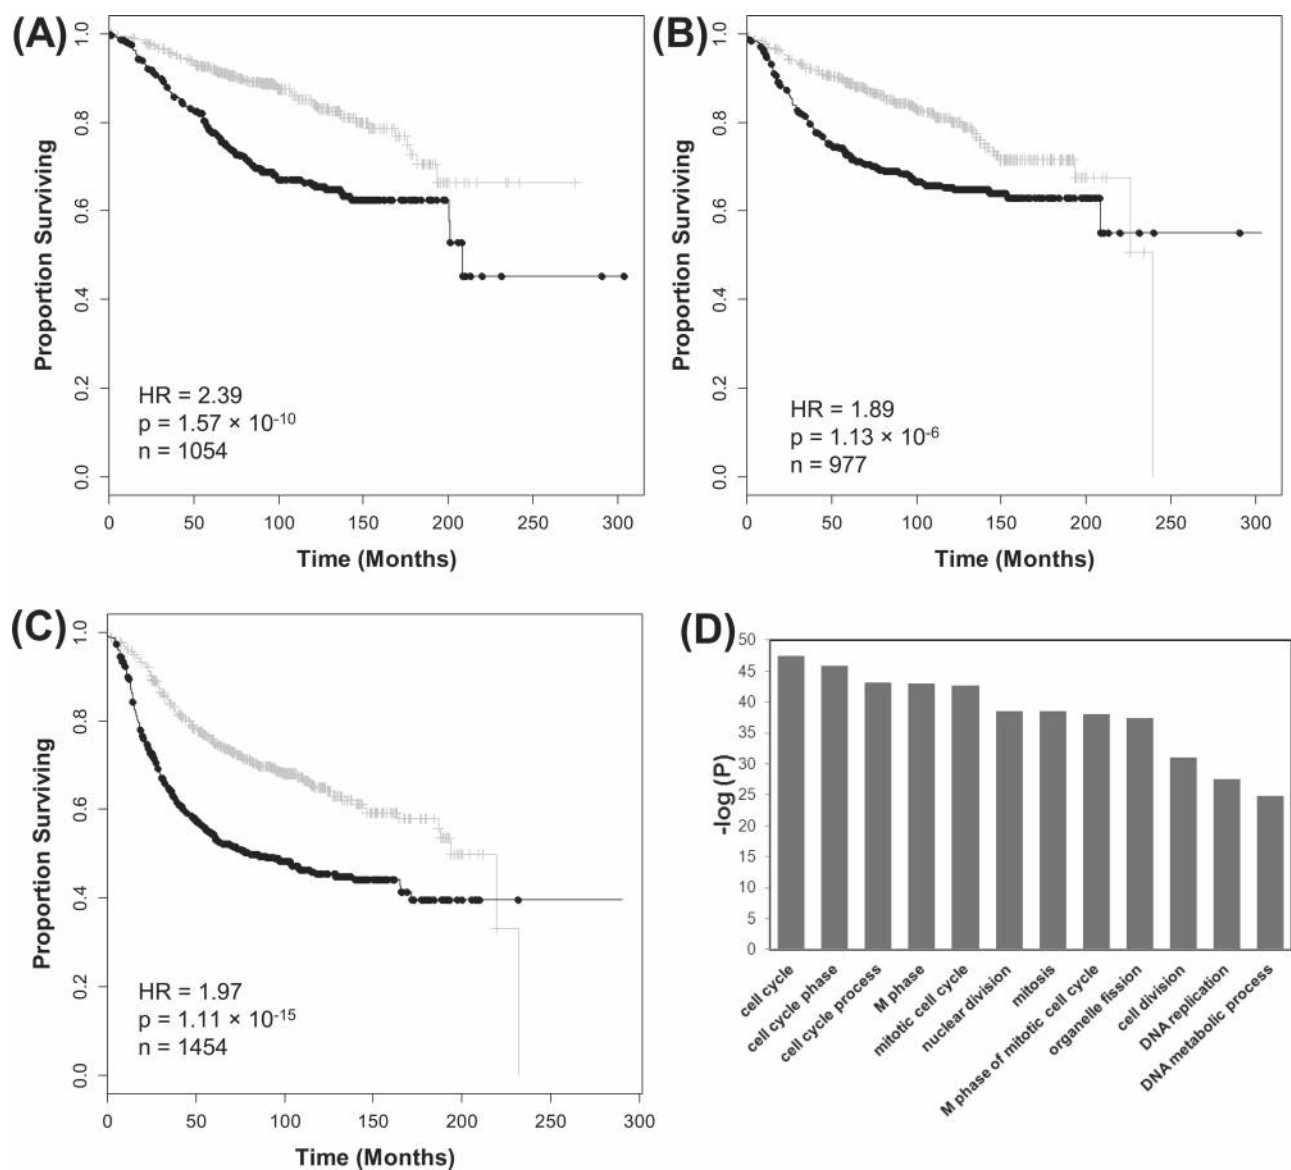 (A)
1.0
0.8
0.6
0.4
0.2
0.0
Proportion Surviving
HR = 2.39
p = 1.57 × 10⁻¹⁰
n = 1054
0 50 100 150 200 250 300
Time (Months)
(B)
1.0
0.8
0.6
0.4
0.2
0.0
Proportion Surviving
HR = 1.89
p = 1.13 × 10⁻⁶
n = 977
0 50 100 150 200 250 300
Time (Months)
(C)
1.0
0.8
0.6
0.4
0.2
0.0
Proportion Surviving
HR = 1.97
p = 1.11 × 10⁻¹⁵
n = 1454
0 50 100 150 200 250 300
Time (Months)
(D)
50
45
40
35
30
25
20
15
10
5
0
-log (P)
cell cycle
cell cycle phase
cell cycle process
M phase
mitotic cell cycle
nuclear division
mitosis
M phase of mitotic cell cycle
organelle fission
cell division
DNA replication
DNA metabolic process